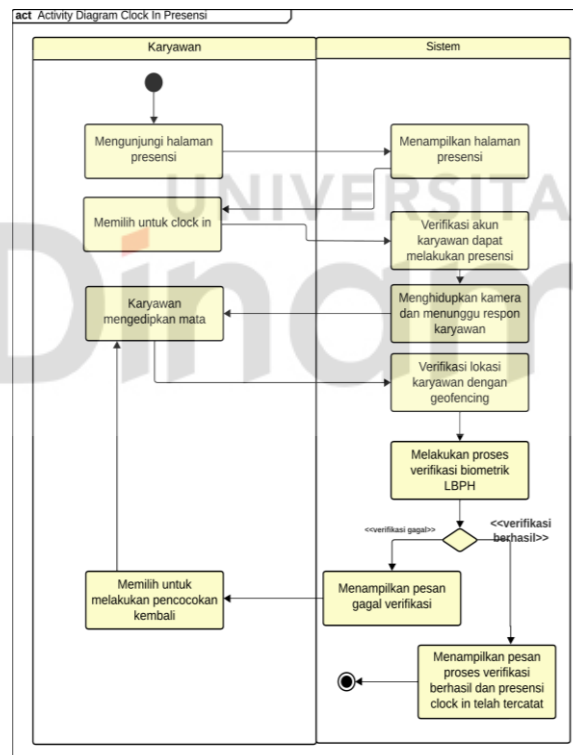 act Activity Diagram Clock In Presensi
Karyawan
Sistem
Mengunjungi halaman
presensi
Menampilkan halaman
presensi
Memilih untuk clock in
Verifikasi akun
karyawan dapat
melakukan presensi
Menghidupkan kamera
dan menunggu respon
karyawan
Karyawan
mengedipkan mata
Verifikasi lokasi
karyawan dengan
geofencing
Melakukan proses
verifikasi biometrik
LBPH
<<verifikasi gagal>>
<<verifikasi
berhasil>>
Menampilkan pesan
gagal verifikasi
Memilih untuk
melakukan pencocokan
kembali
Menampilkan pesan
proses verifikasi
berhasil dan presensi
clock in telah tercatat
UNIVERSITA
Dinam